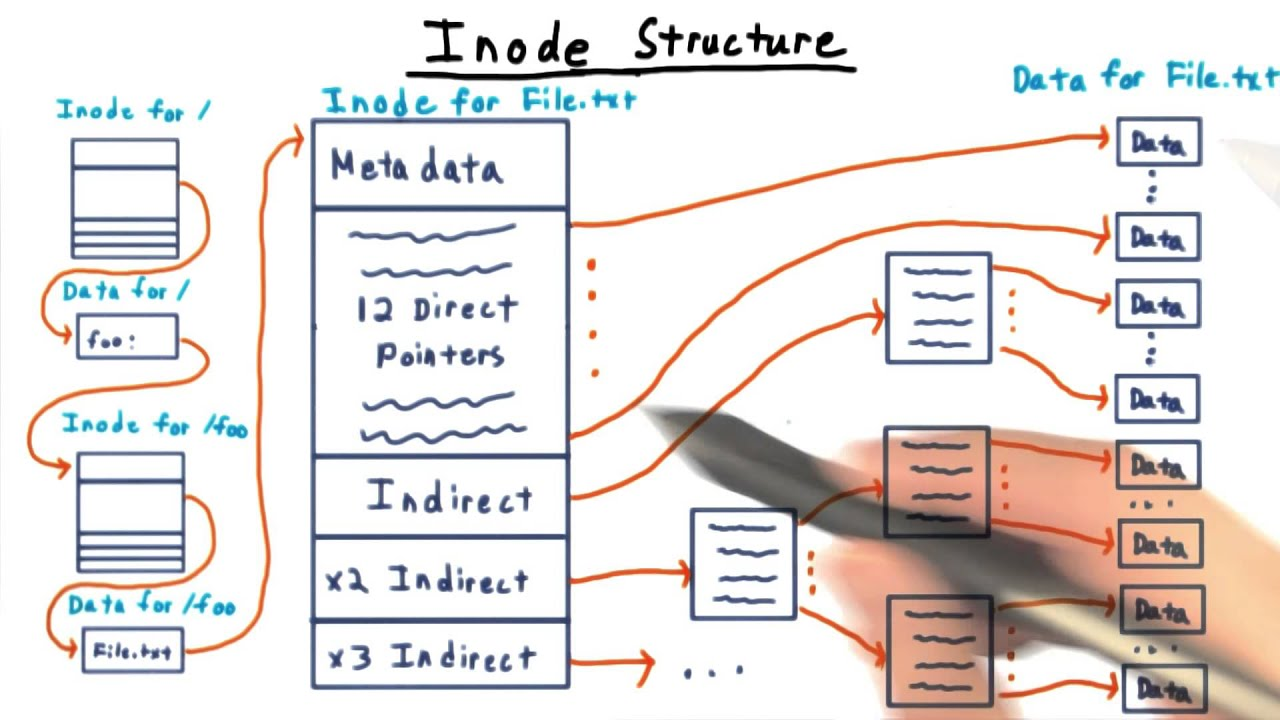 Inode Structure
Inode for /
Data for /
foo:
Inode for /foo
Data for /foo
File.txt
Inode for File.txt
Metadata
12 Direct
Pointers
Indirect
x2 Indirect
x3 Indirect
Data for File.txt
Data
Data
Data
Data
Data
Data
Data
Data